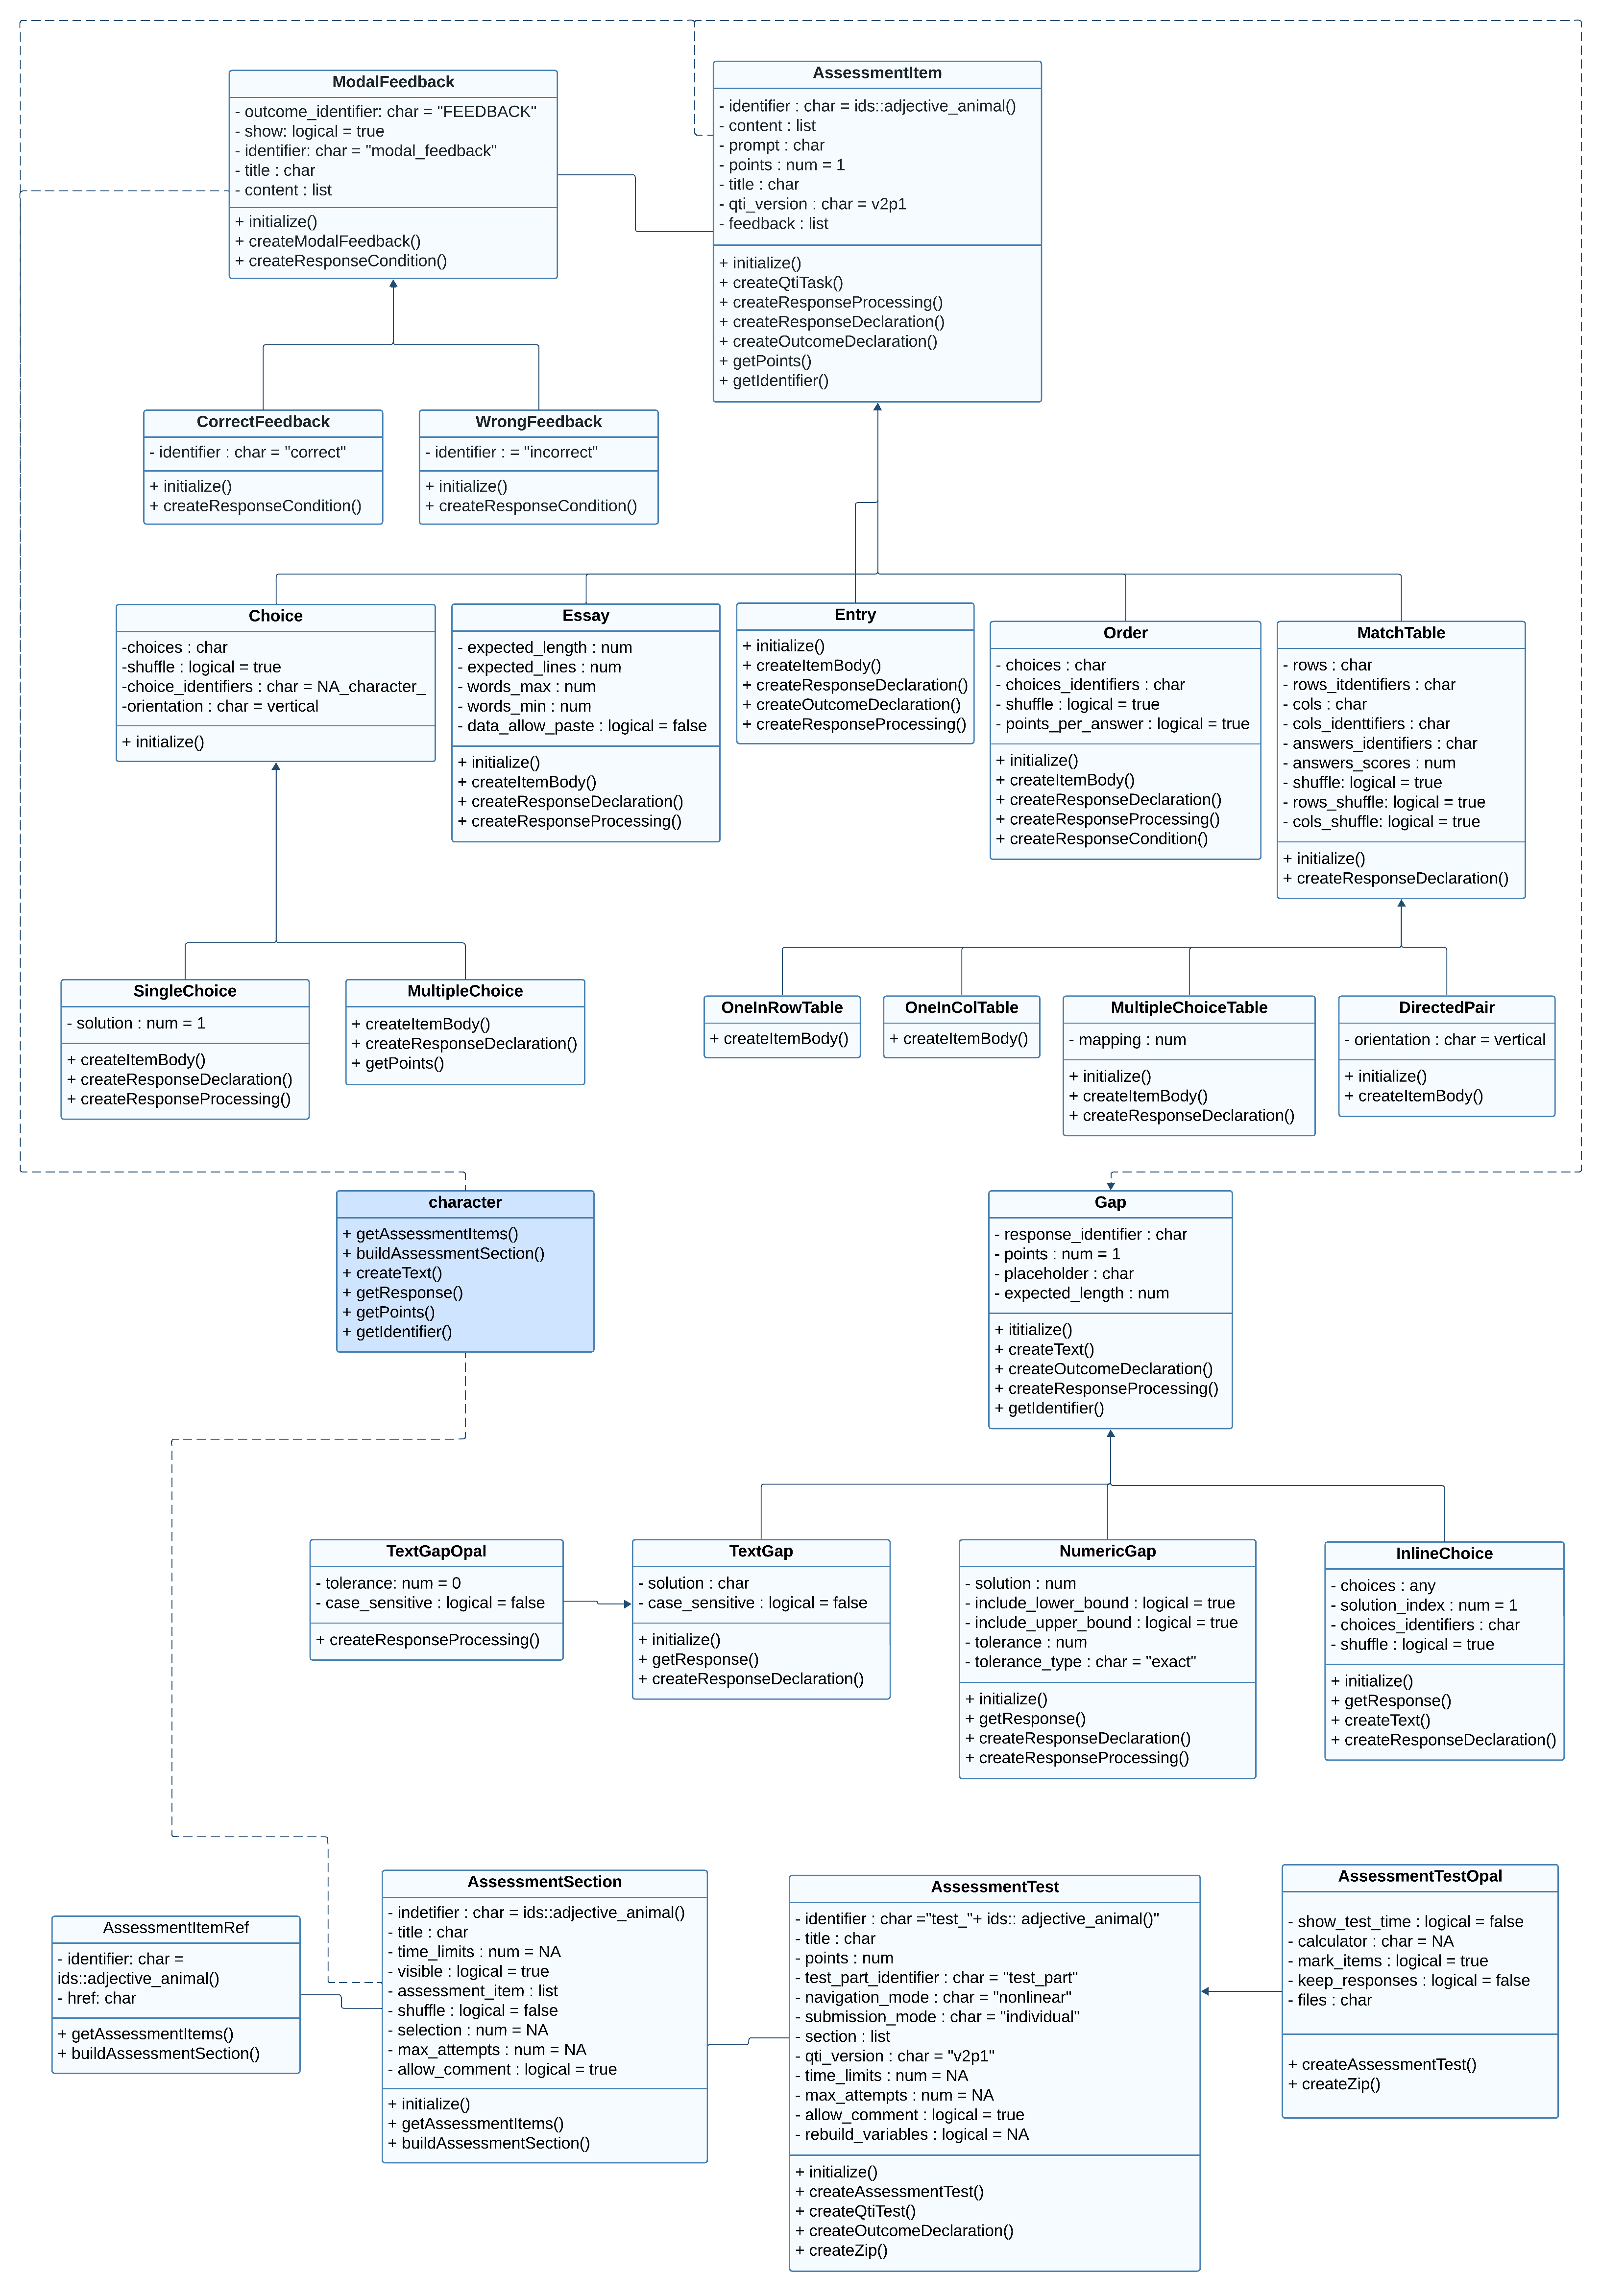 ModalFeedback
- outcome_identifier: char = "FEEDBACK"
- show: logical = true
- identifier: char = "modal_feedback"
- title : char
- content : list
+ initialize()
+ createModalFeedback()
+ createResponseCondition()
AssessmentItem
- identifier : char = ids::adjective_animal()
- content : list
- prompt : char
- points : num = 1
- title : char
- qti_version : char = v2p1
- feedback : list
+ initialize()
+ createQtiTask()
+ createResponseProcessing()
+ createResponseDeclaration()
+ createOutcomeDeclaration()
+ getPoints()
+ getIdentifier()
CorrectFeedback
- identifier : char = "correct"
+ initialize()
+ createResponseCondition()
WrongFeedback
- identifier : = "incorrect"
+ initialize()
+ createResponseCondition()
Choice
-choices : char
-shuffle : logical = true
-choice_identifiers : char = NA_character_
-orientation : char = vertical
+ initialize()
Essay
- expected_length : num
- expected_lines : num
- words_max : num
- words_min : num
- data_allow_paste : logical = false
+ initialize()
+ createItemBody()
+ createResponseDeclaration()
+ createResponseProcessing()
Entry
+ initialize()
+ createItemBody()
+ createResponseDeclaration()
+ createOutcomeDeclaration()
+ createResponseProcessing()
Order
- choices : char
- choices_identifiers : char
- shuffle : logical = true
- points_per_answer : logical = true
+ initialize()
+ createItemBody()
+ createResponseDeclaration()
+ createResponseProcessing()
+ createResponseCondition()
MatchTable
- rows : char
- rows_itdentifiers : char
- cols : char
- cols_identtifiers : char
- answers_identifiers : char
- answers_scores : num
- shuffle: logical = true
- rows_shuffle: logical = true
- cols_shuffle: logical = true
+ initialize()
+ createResponseDeclaration()
SingleChoice
- solution : num = 1
+ createItemBody()
+ createResponseDeclaration()
+ createResponseProcessing()
MultipleChoice
+ createItemBody()
+ createResponseDeclaration()
+ getPoints()
OneInRowTable
+ createItemBody()
OneInColTable
+ createItemBody()
MultipleChoiceTable
- mapping : num
+ initialize()
+ createItemBody()
+ createResponseDeclaration()
DirectedPair
- orientation : char = vertical
+ initialize()
+ createItemBody()
character
+ getAssessmentItems()
+ buildAssessmentSection()
+ createText()
+ getResponse()
+ getPoints()
+ getIdentifier()
Gap
- response_identifier : char
- points : num = 1
- placeholder : char
- expected_length : num
+ ititialize()
+ createText()
+ createOutcomeDeclaration()
+ createResponseProcessing()
+ getIdentifier()
TextGapOpal
- tolerance: num = 0
- case_sensitive : logical = false
+ createResponseProcessing()
TextGap
- solution : char
- case_sensitive : logical = false
+ initialize()
+ getResponse()
+ createResponseDeclaration()
NumericGap
- solution : num
- include_lower_bound : logical = true
- include_upper_bound : logical = true
- tolerance : num
- tolerance_type : char = "exact"
+ initialize()
+ getResponse()
+ createResponseDeclaration()
+ createResponseProcessing()
InlineChoice
- choices : any
- solution_index : num = 1
- choices_identifiers : char
- shuffle : logical = true
+ initialize()
+ getResponse()
+ createText()
+ createResponseDeclaration()
AssessmentItemRef
- identifier: char =
ids::adjective_animal()
- href: char
+ getAssessmentItems()
+ buildAssessmentSection()
AssessmentSection
- indetifier : char = ids::adjective_animal()
- title : char
- time_limits : num = NA
- visible : logical = true
- assessment_item : list
- shuffle : logical = false
- selection : num = NA
- max_attempts : num = NA
- allow_comment : logical = true
+ initialize()
+ getAssessmentItems()
+ buildAssessmentSection()
AssessmentTest
- identifier : char ="test_"+ ids:: adjective_animal()"
- title : char
- points : num
- test_part_identifier : char = "test_part"
- navigation_mode : char = "nonlinear"
- submission_mode : char = "individual"
- section : list
- qti_version : char = "v2p1"
- time_limits : num = NA
- max_attempts : num = NA
- allow_comment : logical = true
- rebuild_variables : logical = NA
+ initialize()
+ createAssessmentTest()
+ createQtiTest()
+ createOutcomeDeclaration()
+ createZip()
AssessmentTestOpal
- show_test_time : logical = false
- calculator : char = NA
- mark_items : logical = true
- keep_responses : logical = false
- files : char
+ createAssessmentTest()
+ createZip()